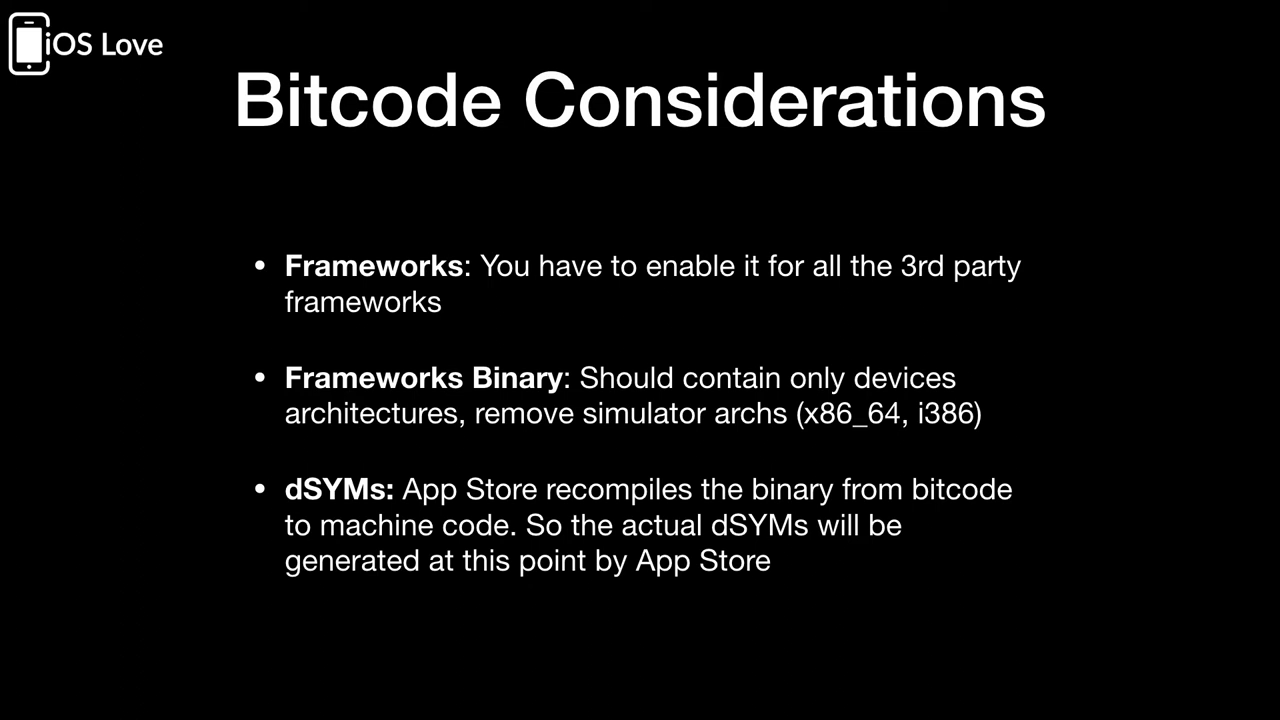 iOS Love
Bitcode Considerations
• Frameworks: You have to enable it for all the 3rd party
frameworks
• Frameworks Binary: Should contain only devices
architectures, remove simulator archs (x86_64, i386)
• dSYMs: App Store recompiles the binary from bitcode
to machine code. So the actual dSYMs will be
generated at this point by App Store